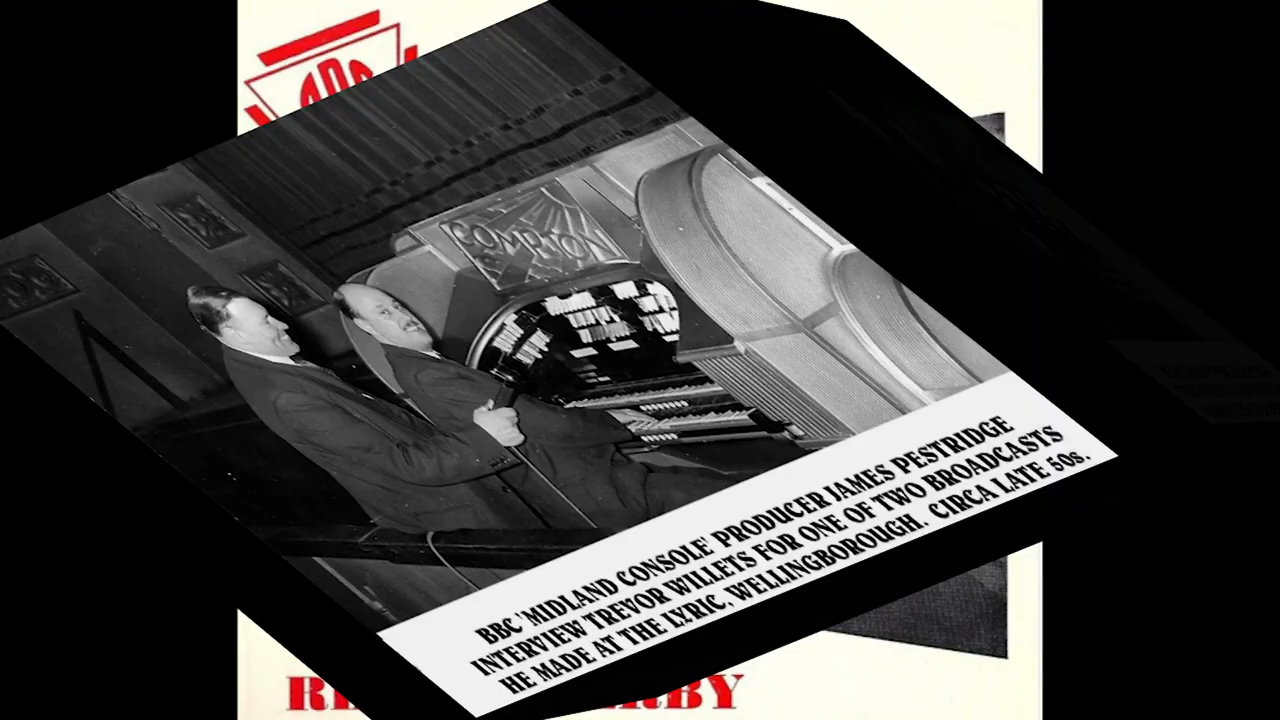 COMPTON
BBC 'MIDLAND CONSOLE' PRODUCER JAMES PESTRIDGE
INTERVIEW TREVOR WILLETS FOR ONE OF TWO BROADCASTS
HE MADE AT THE LYRIC, WELLINGBOROUGH. CIRCA LATE 50s.